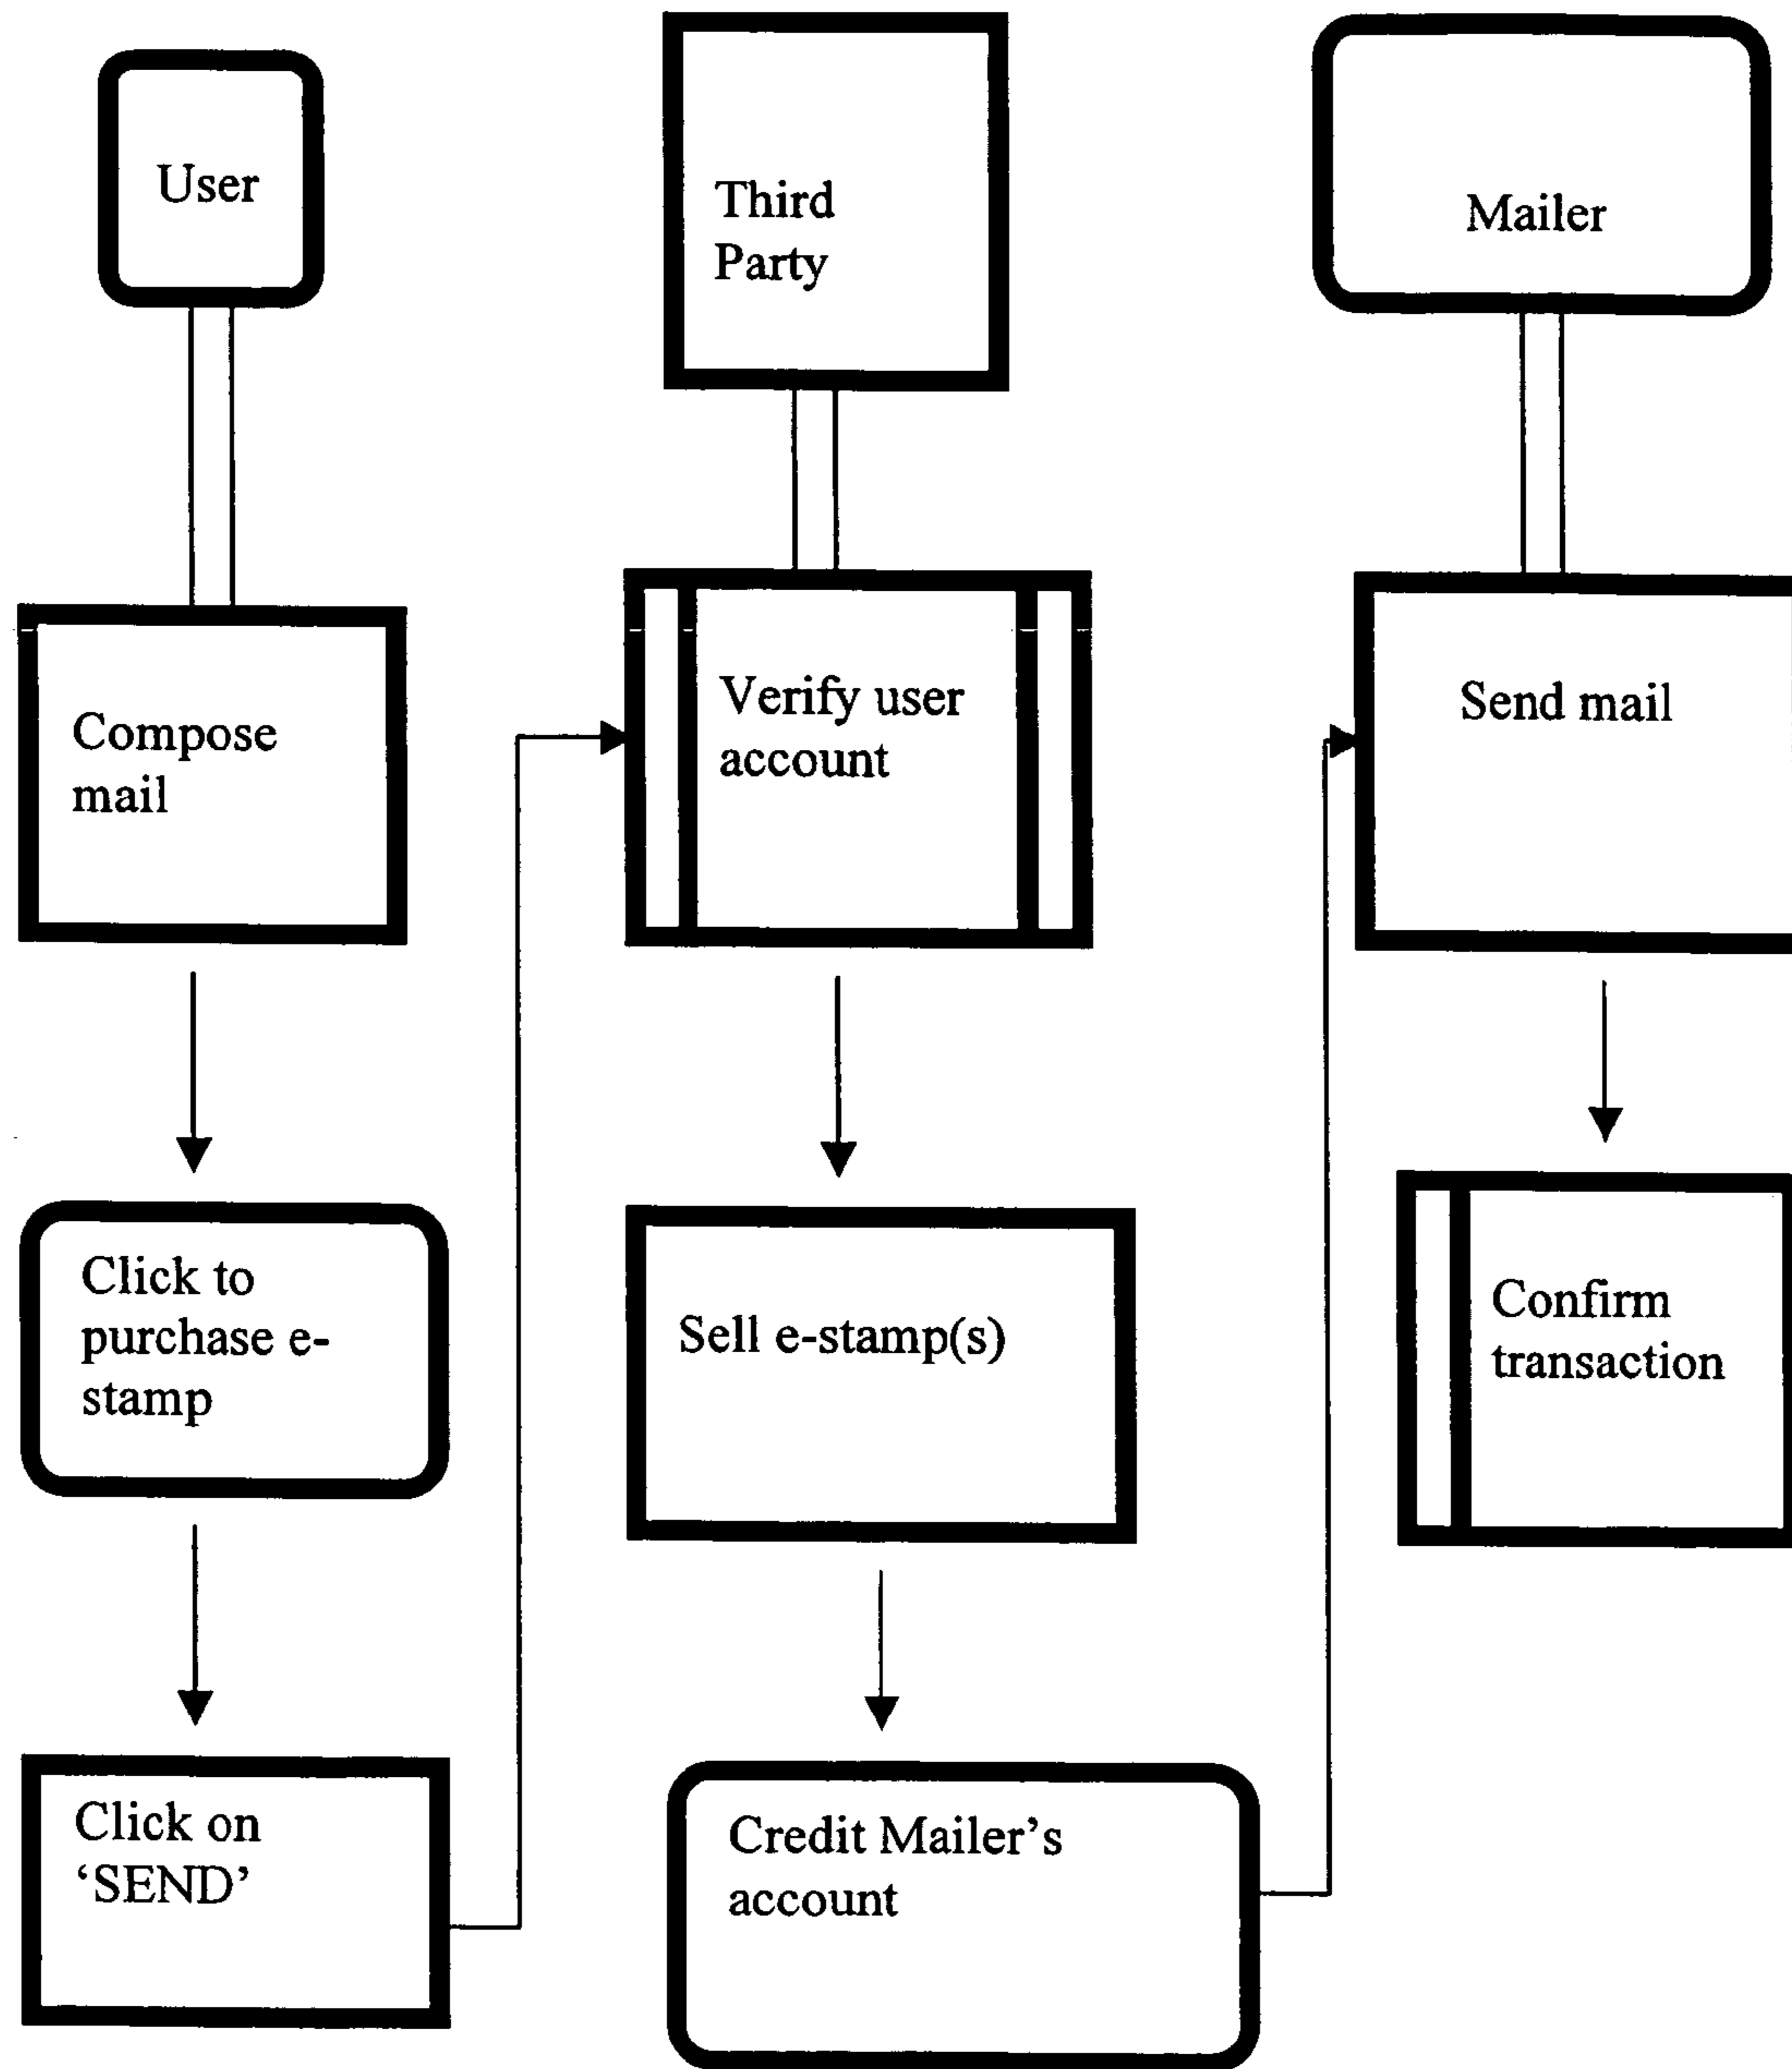 User
Third
Party
Mailer
Compose
mail
Verify user
account
Send mail
Click to
purchase e-
stamp
Sell e-stamp(s)
Confirm
transaction
Click on
‘SEND’
Credit Mailer’s
account